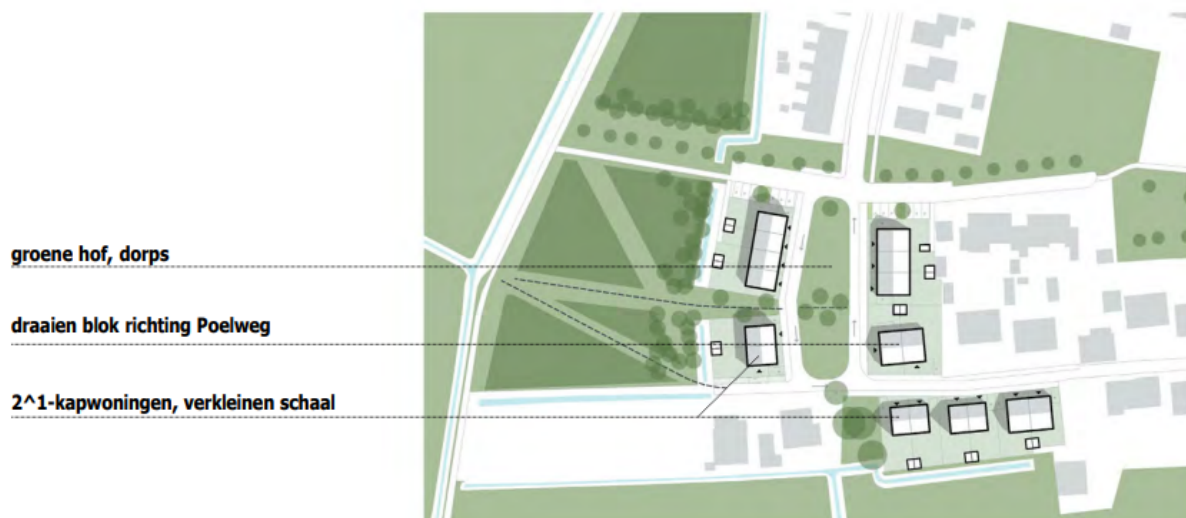 groene hof, dorps
draaien blok richting Poelweg
2^1-kapwoningen, verkleinen schaal